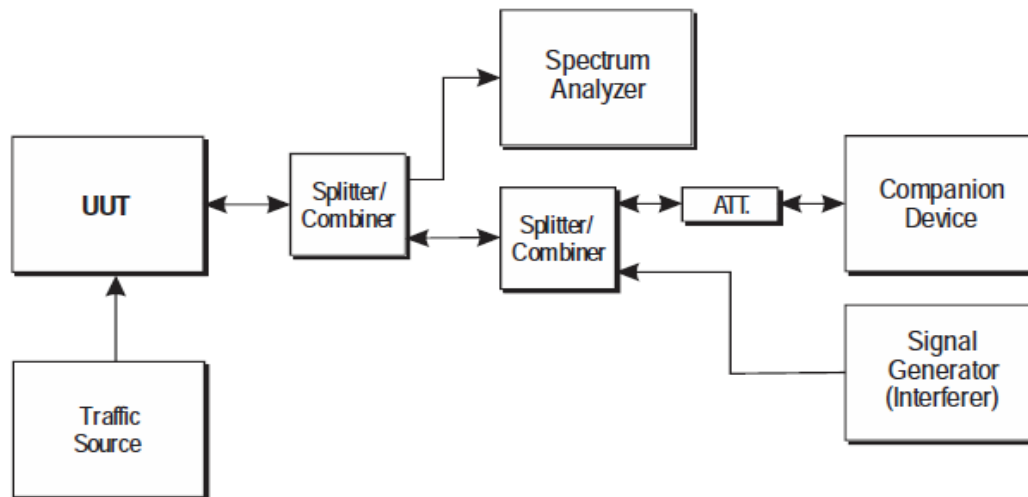 Spectrum
Analyzer
UUT
Splitter/
Combiner
Splitter/
Combiner
ATT.
Companion
Device
Signal
Generator
(Interferer)
Traffic
Source